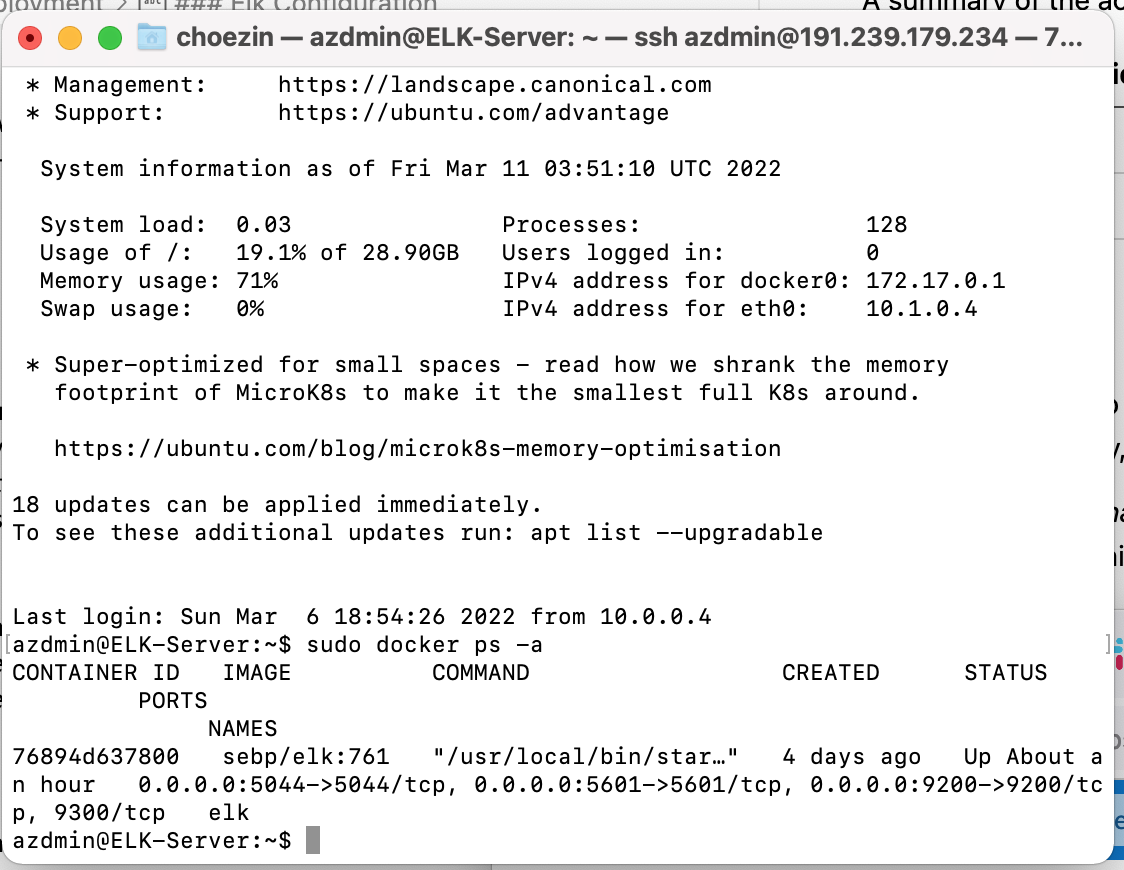 ployment > ### Elk Configuration
A summary of the ac
choezin — azdmin@ELK-Server: ~ — ssh azdmin@191.239.179.234 — 7...
* Management:     https://landscape.canonical.com
* Support:        https://ubuntu.com/advantage
System information as of Fri Mar 11 03:51:10 UTC 2022
System load:  0.03               Processes:                128
Usage of /:   19.1% of 28.90GB   Users logged in:          0
Memory usage: 71%                IPv4 address for docker0: 172.17.0.1
Swap usage:   0%                 IPv4 address for eth0:    10.1.0.4
* Super-optimized for small spaces - read how we shrank the memory
footprint of MicroK8s to make it the smallest full K8s around.
https://ubuntu.com/blog/microk8s-memory-optimisation
18 updates can be applied immediately.
To see these additional updates run: apt list --upgradable
Last login: Sun Mar  6 18:54:26 2022 from 10.0.0.4
[azdmin@ELK-Server:~$ sudo docker ps -a ]
CONTAINER ID   IMAGE          COMMAND                  CREATED      STATUS
PORTS
NAMES
76894d637800   sebp/elk:761   "/usr/local/bin/star…"   4 days ago   Up About a
n hour   0.0.0.0:5044->5044/tcp, 0.0.0.0:5601->5601/tcp, 0.0.0.0:9200->9200/tc
p, 9300/tcp   elk
azdmin@ELK-Server:~$